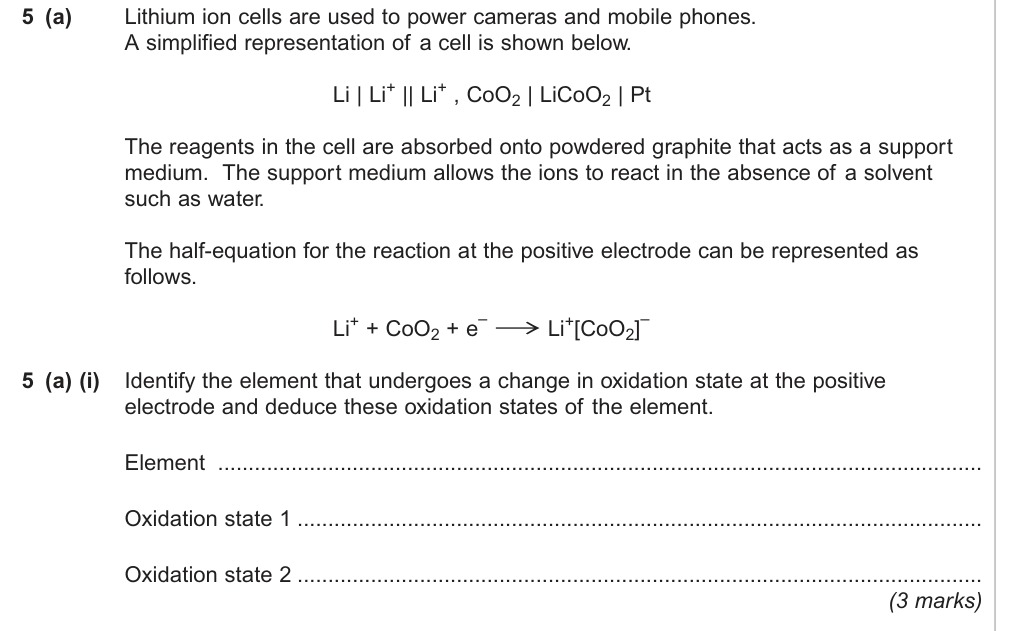 5 (a) Lithium ion cells are used to power cameras and mobile phones.
A simplified representation of a cell is shown below.
Li | Li⁺ || Li⁺ , CoO₂ | LiCoO₂ | Pt
The reagents in the cell are absorbed onto powdered graphite that acts as a support
medium. The support medium allows the ions to react in the absence of a solvent
such as water.
The half-equation for the reaction at the positive electrode can be represented as
follows.
Li⁺ + CoO₂ + e⁻ ⟶ Li⁺[CoO₂]⁻
5 (a) (i) Identify the element that undergoes a change in oxidation state at the positive
electrode and deduce these oxidation states of the element.
Element ................................................................................
Oxidation state 1 ................................................................................
Oxidation state 2 ................................................................................
(3 marks)